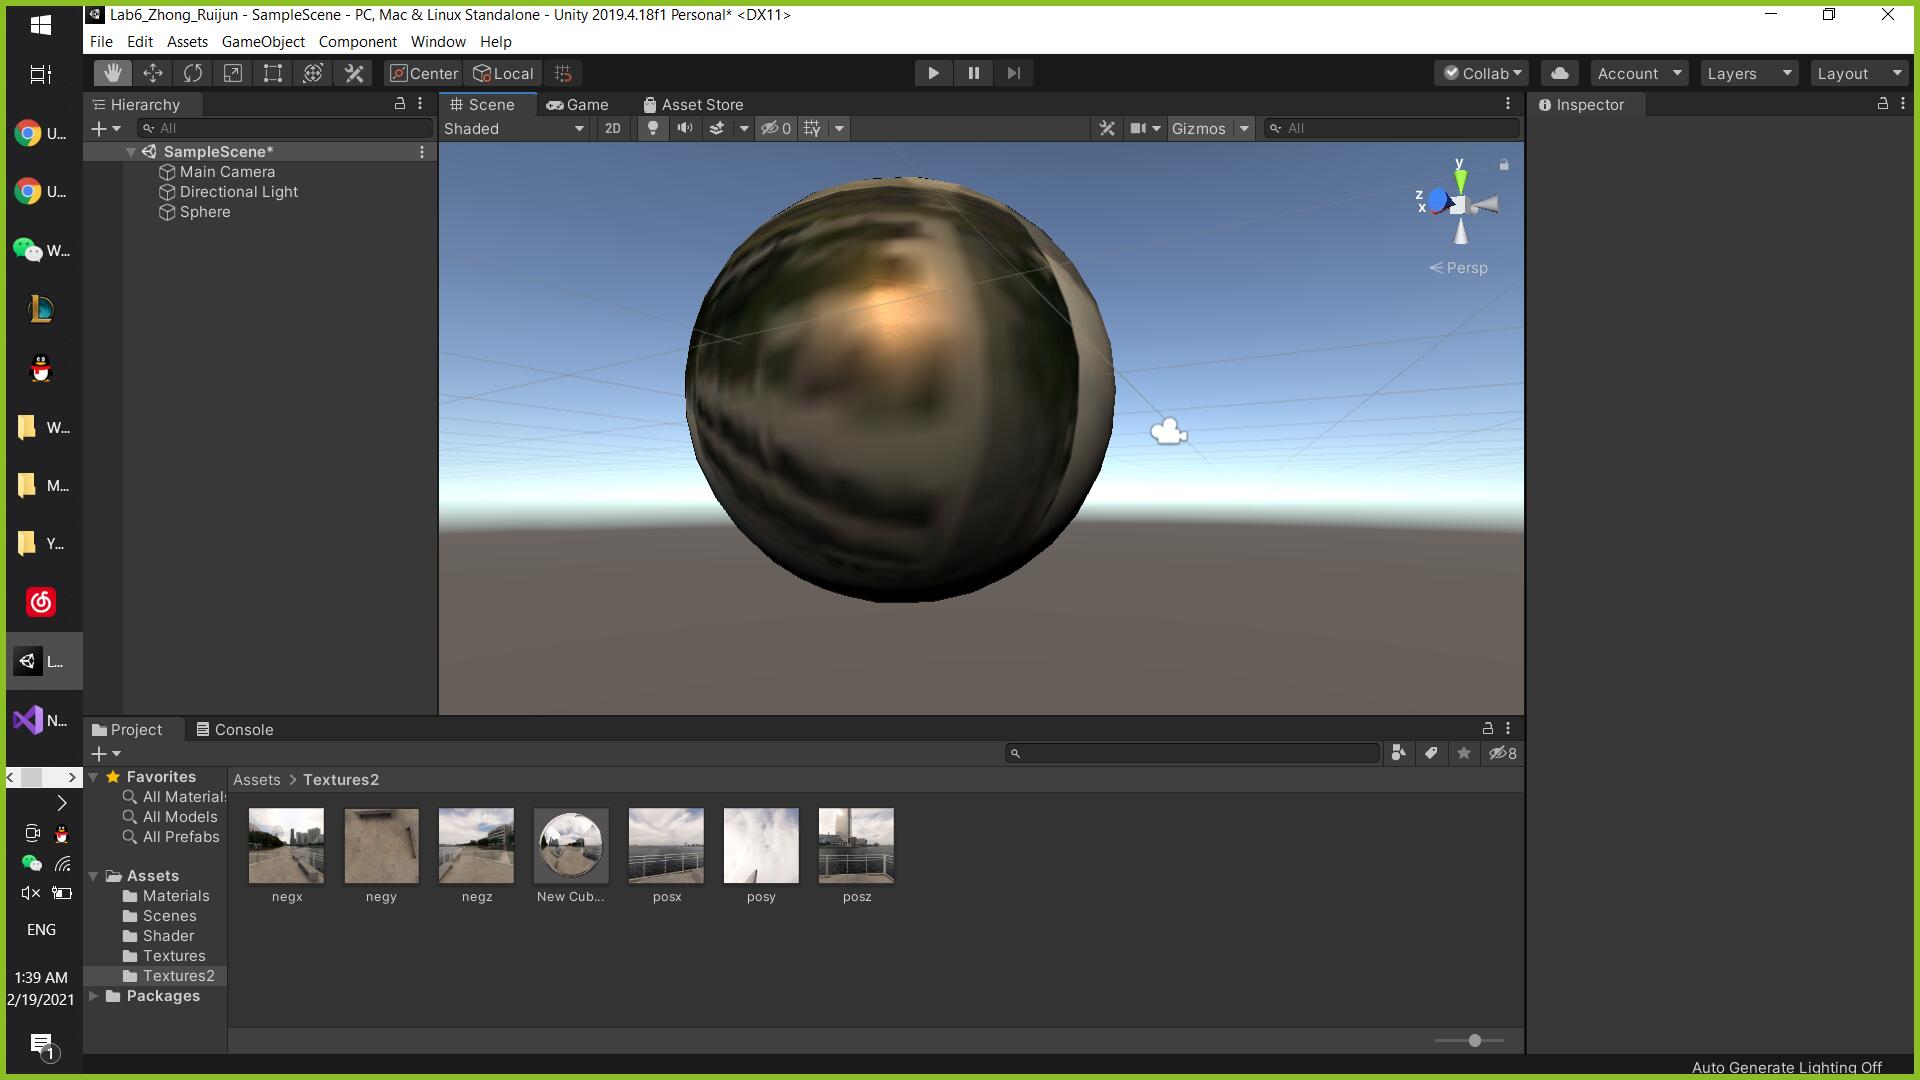 Lab6_Zhong_Ruijun - SampleScene - PC, Mac & Linux Standalone - Unity 2019.4.18f1 Personal* <DX11>
File Edit Assets GameObject Component Window Help
Center Local Collab Account Layers Layout
Hierarchy
All
SampleScene*
Main Camera
Directional Light
Sphere
Scene Game Asset Store
Shaded 2D 0 Gizmos All
y
z
x
Persp
Inspector
U...
U...
W...
W...
M...
Y...
L...
N...
ENG
1:39 AM
2/19/2021
1
Project Console
8
Favorites
All Material
All Models
All Prefabs
Assets
Materials
Scenes
Shader
Textures
Textures2
Packages
Assets > Textures2
negx negy negz New Cub... posx posy posz
Auto Generate Lighting Off